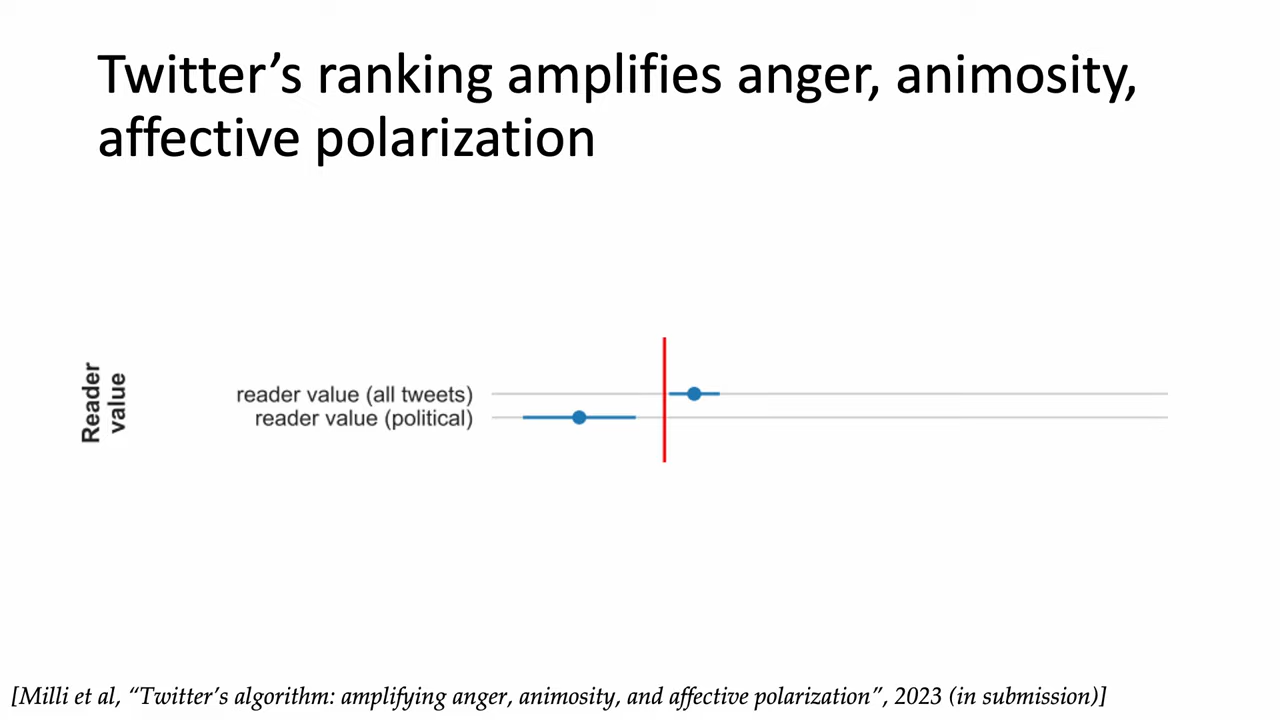 Twitter’s ranking amplifies anger, animosity,
affective polarization
Reader
value
reader value (all tweets)
reader value (political)
[Milli et al, “Twitter’s algorithm: amplifying anger, animosity, and affective polarization”, 2023 (in submission)]